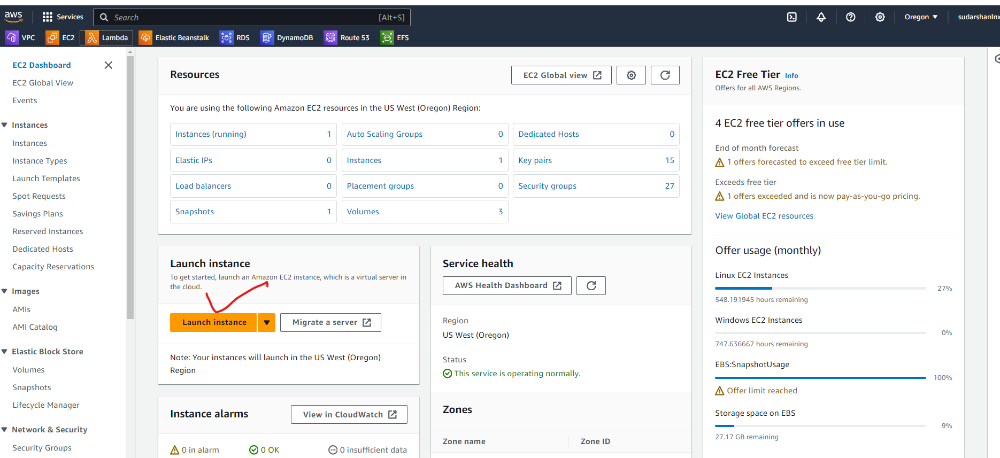 aws
Services
Search
[Alt+S]
Oregon ▼
sudarshanlnx
VPC
EC2
Lambda
Elastic Beanstalk
RDS
DynamoDB
Route 53
EFS
EC2 Dashboard
EC2 Global View
Events
Instances
Instances
Instance Types
Launch Templates
Spot Requests
Savings Plans
Reserved Instances
Dedicated Hosts
Capacity Reservations
Images
AMIs
AMI Catalog
Elastic Block Store
Volumes
Snapshots
Lifecycle Manager
Network & Security
Security Groups
Resources
EC2 Global view
You are using the following Amazon EC2 resources in the US West (Oregon) Region:
Instances (running) 1
Auto Scaling Groups 0
Dedicated Hosts 0
Elastic IPs 0
Instances 1
Key pairs 15
Load balancers 0
Placement groups 0
Security groups 27
Snapshots 1
Volumes 3
Launch instance
To get started, launch an Amazon EC2 instance, which is a virtual server in
the cloud.
Launch instance
Migrate a server
Note: Your instances will launch in the US West (Oregon)
Region
Instance alarms
View in CloudWatch
0 in alarm
0 OK
0 insufficient data
Service health
AWS Health Dashboard
Region
US West (Oregon)
Status
This service is operating normally.
Zones
Zone name
Zone ID
EC2 Free Tier Info
Offers for all AWS Regions.
4 EC2 free tier offers in use
End of month forecast
1 offers forecasted to exceed free tier limit.
Exceeds free tier
1 offers exceeded and is now pay-as-you-go pricing.
View Global EC2 resources
Offer usage (monthly)
Linux EC2 Instances
27%
548.191945 hours remaining
Windows EC2 Instances
0%
747.636667 hours remaining
EBS:SnapshotUsage
100%
Offer limit reached
Storage space on EBS
9%
27.17 GB remaining